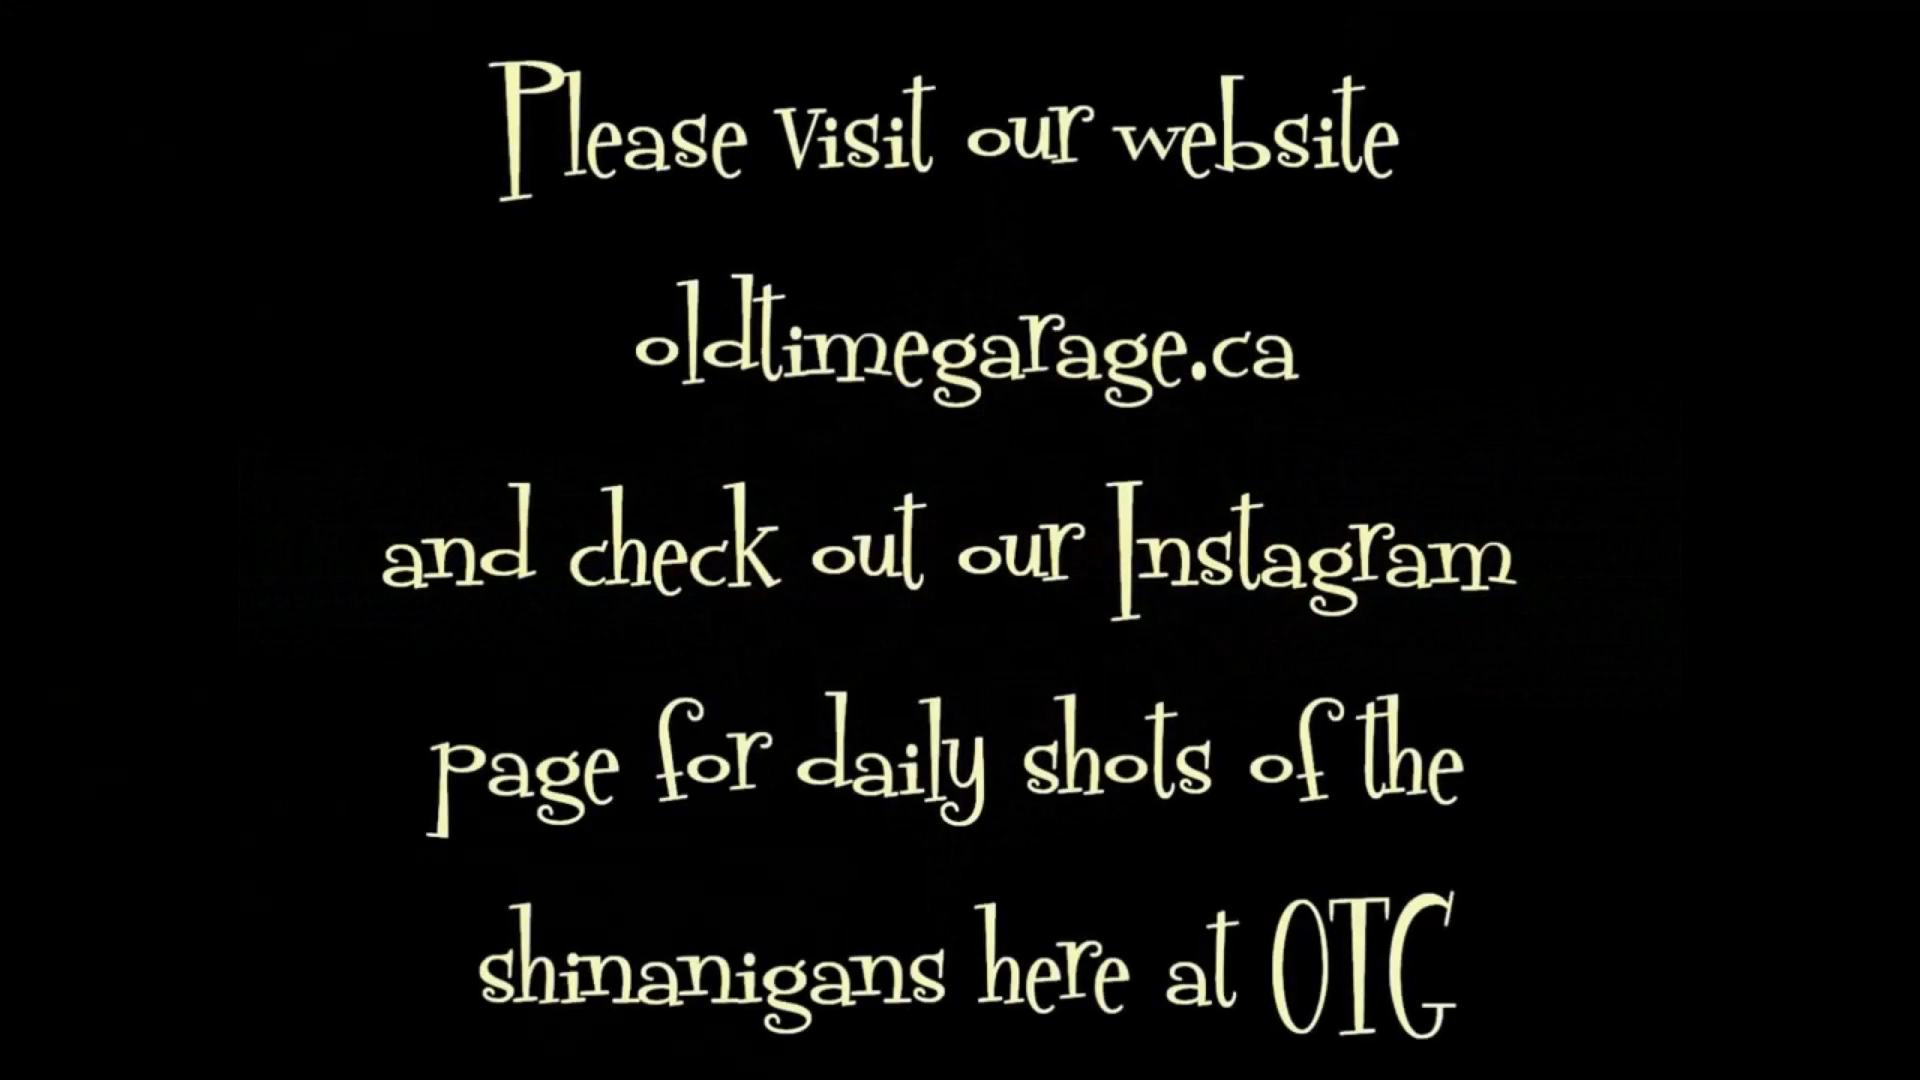 Please visit our website
oldtimegarage.ca
and check out our Instagram
page for daily shots of the
shinanigans here at OTG